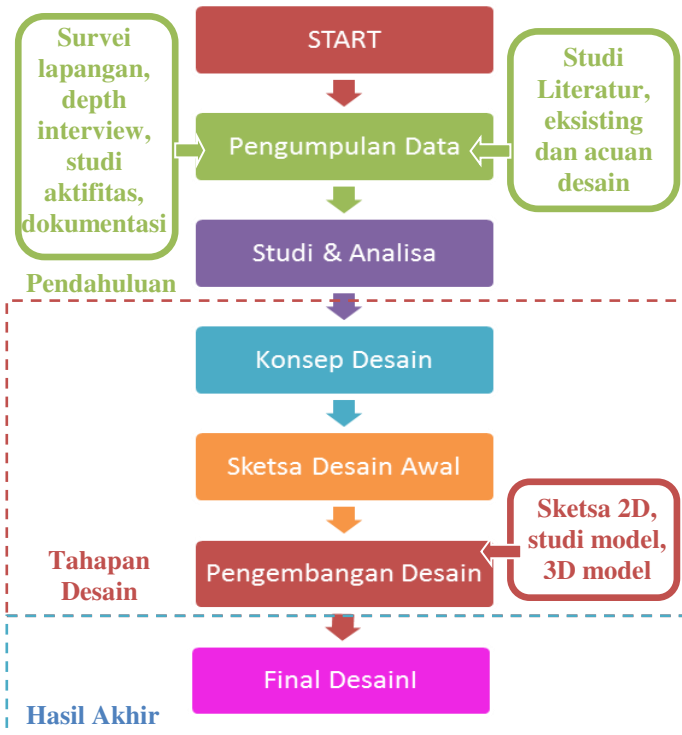 START
Survei
lapangan,
depth
interview,
studi
aktifitas,
dokumentasi
Pengumpulan Data
Studi
Literatur,
eksisting
dan acuan
desain
Studi & Analisa
Pendahuluan
Konsep Desain
Sketsa Desain Awal
Tahapan
Desain
Pengembangan Desain
Sketsa 2D,
studi model,
3D model
Final DesainI
Hasil Akhir